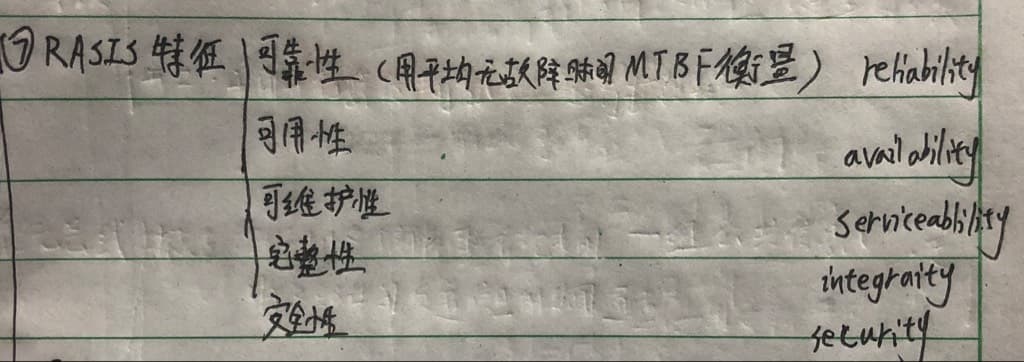 ⑦ RASIS 特征 可靠性 (用平均无故障时间 MTBF 衡量) reliability
可用性 availability
可维护性 serviceablility
完整性 integraity
安全性 security